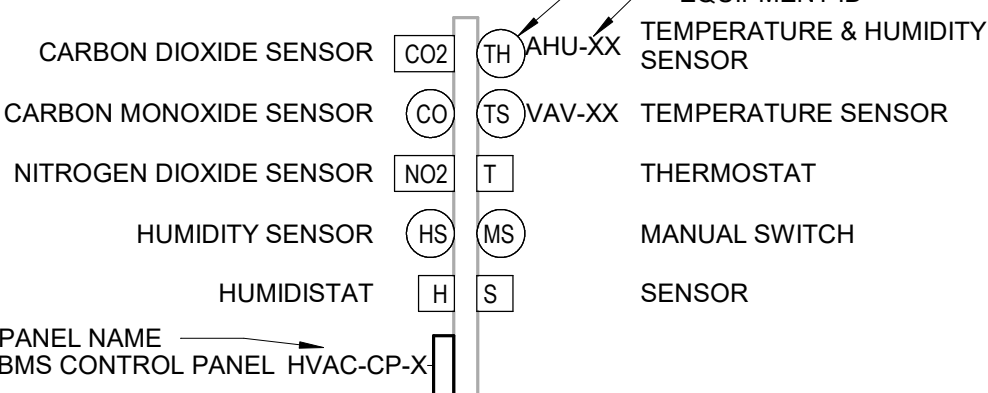 EQUIPMENT ID
CARBON DIOXIDE SENSOR CO2 TH AHU-XX TEMPERATURE & HUMIDITY
SENSOR
CARBON MONOXIDE SENSOR CO TS VAV-XX TEMPERATURE SENSOR
NITROGEN DIOXIDE SENSOR NO2 T THERMOSTAT
HUMIDITY SENSOR HS MS MANUAL SWITCH
HUMIDISTAT H S SENSOR
PANEL NAME
BMS CONTROL PANEL HVAC-CP-X